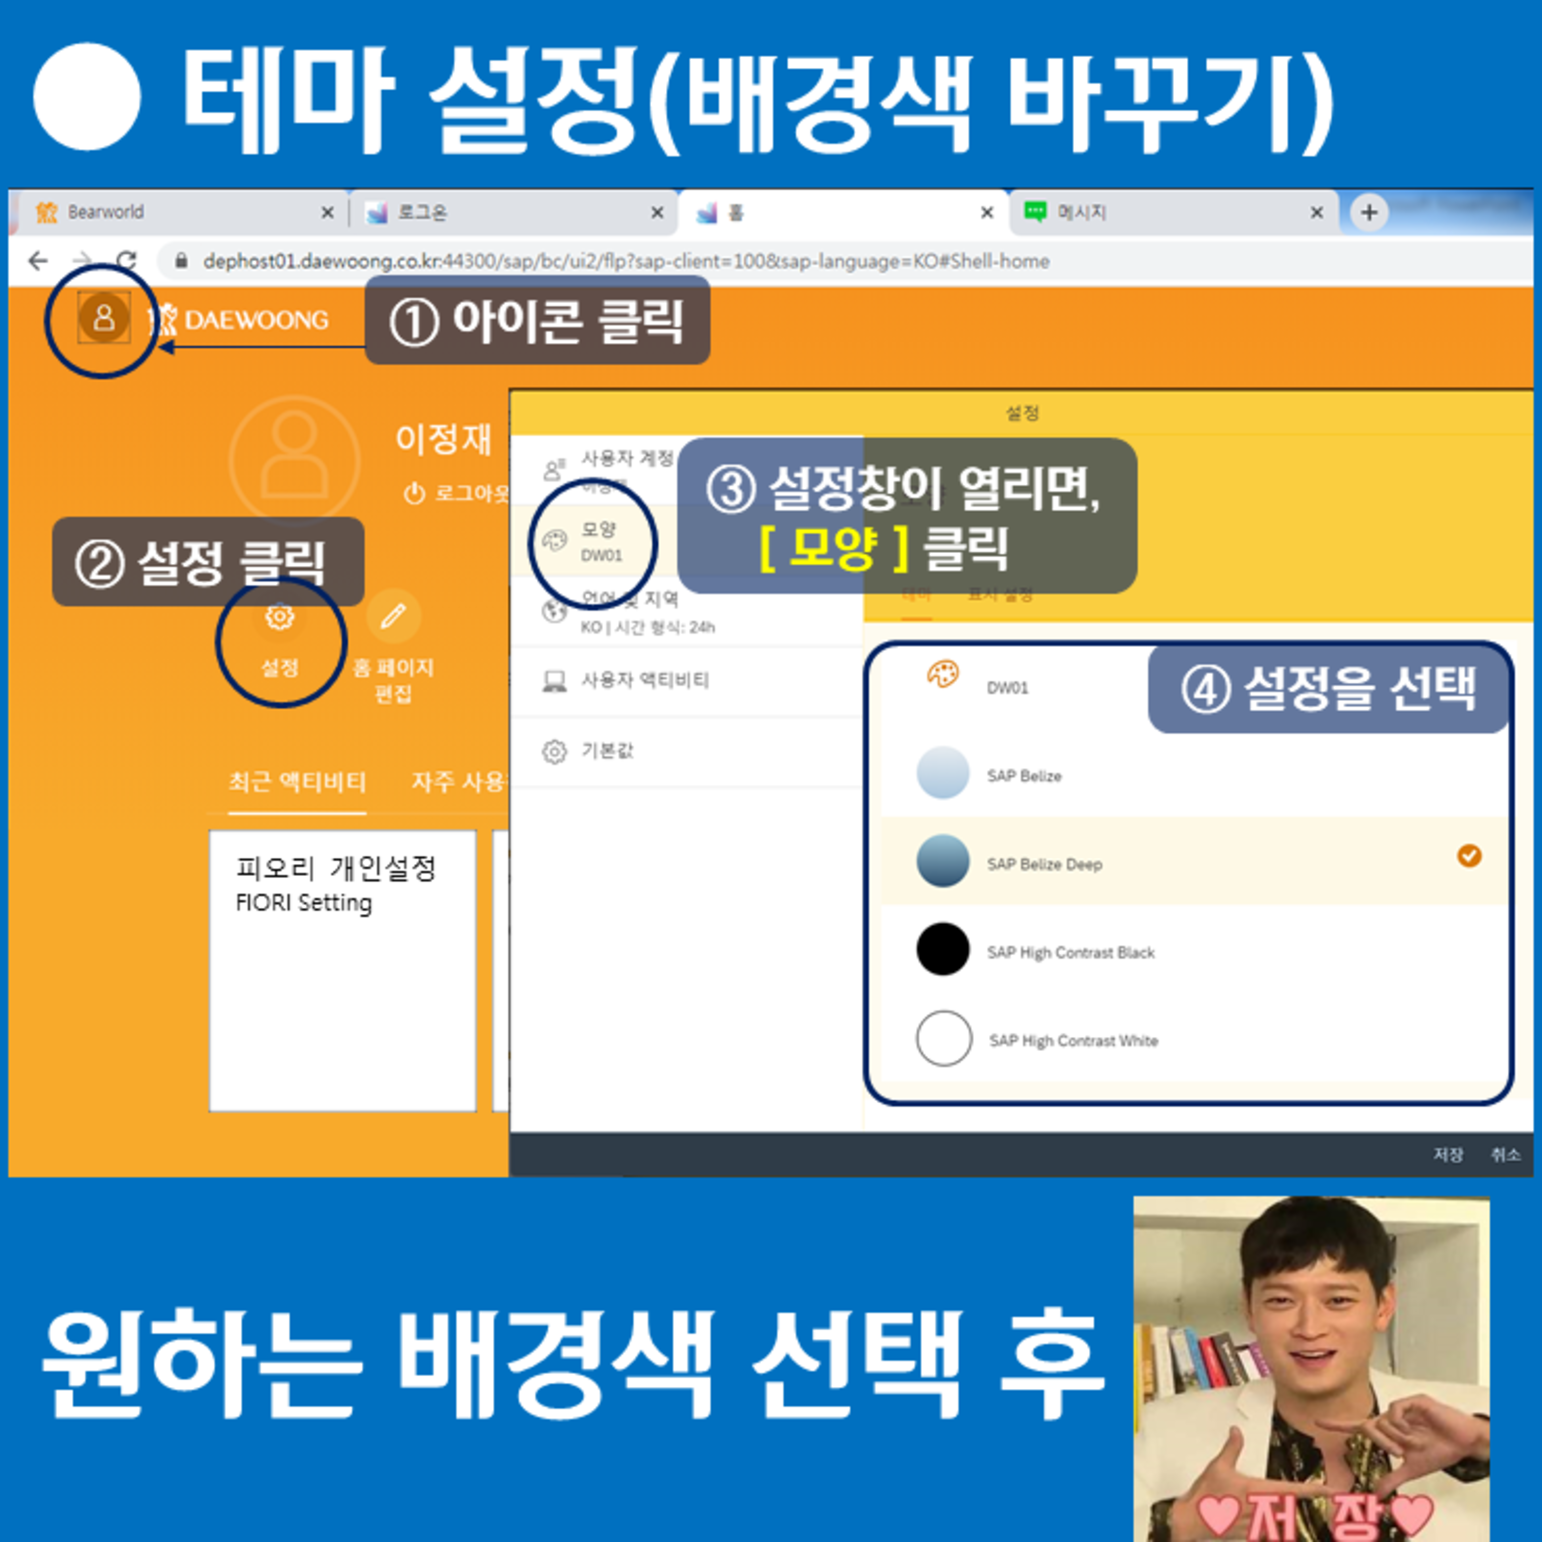 ● 테마 설정(배경색 바꾸기)
Bearworld
로그온
홈
메시지
dephost01.daewoong.co.kr:44300/sap/bc/ui2/flp?sap-client=100&sap-language=KO#Shell-home
DAEWOONG
① 아이콘 클릭
설정
이정재
로그아웃
사용자 계정
③ 설정창이 열리면,
[ 모양 ] 클릭
모양
DW01
② 설정 클릭
언어 및 지역
KO | 시간 형식: 24h
테마
표시 설정
설정
홈 페이지
편집
사용자 액티비티
기본값
DW01
④ 설정을 선택
SAP Belize
SAP Belize Deep
SAP High Contrast Black
SAP High Contrast White
최근 액티비티
자주 사용
피오리 개인설정
FIORI Setting
저장
취소
원하는 배경색 선택 후
♥저 장♥